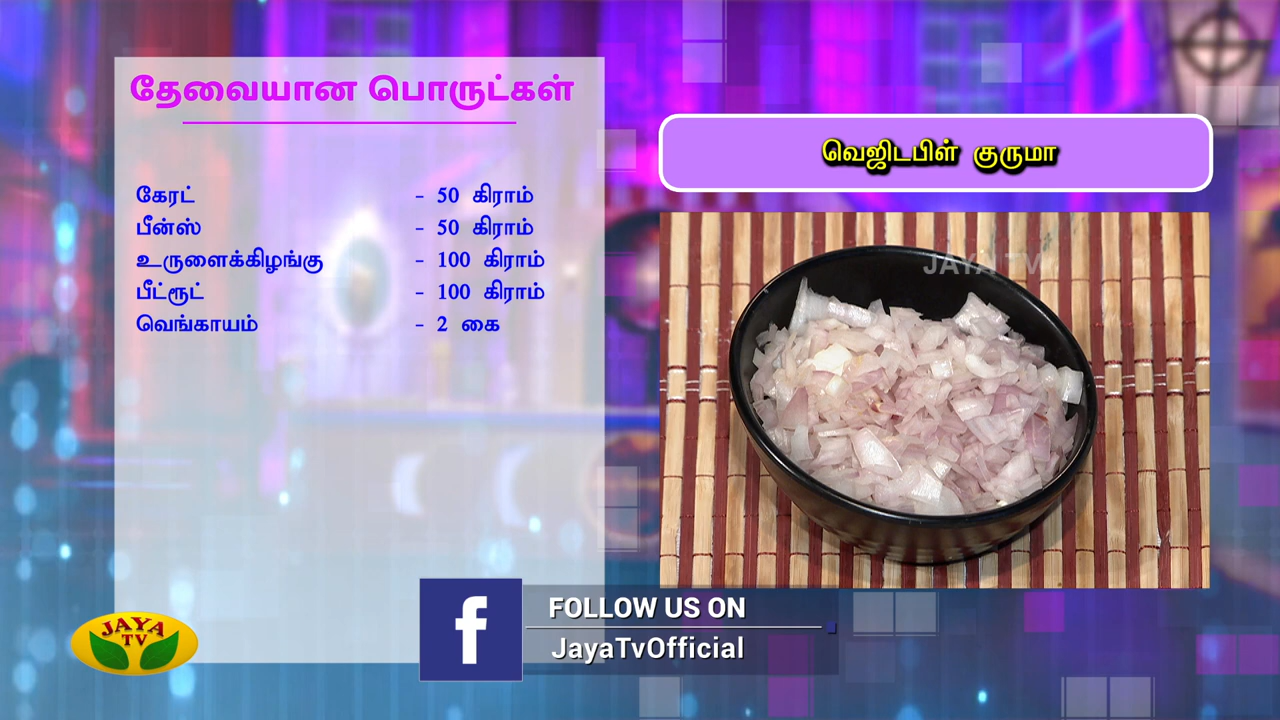 தேவையான பொருட்கள்
கேரட் - 50 கிராம்
பீன்ஸ் - 50 கிராம்
உருளைக்கிழங்கு - 100 கிராம்
பீட்ரூட் - 100 கிராம்
வெங்காயம் - 2 கை
வெஜிடபிள் குருமா
JAYA TV
JAYA
TV
f
FOLLOW US ON
JayaTvOfficial